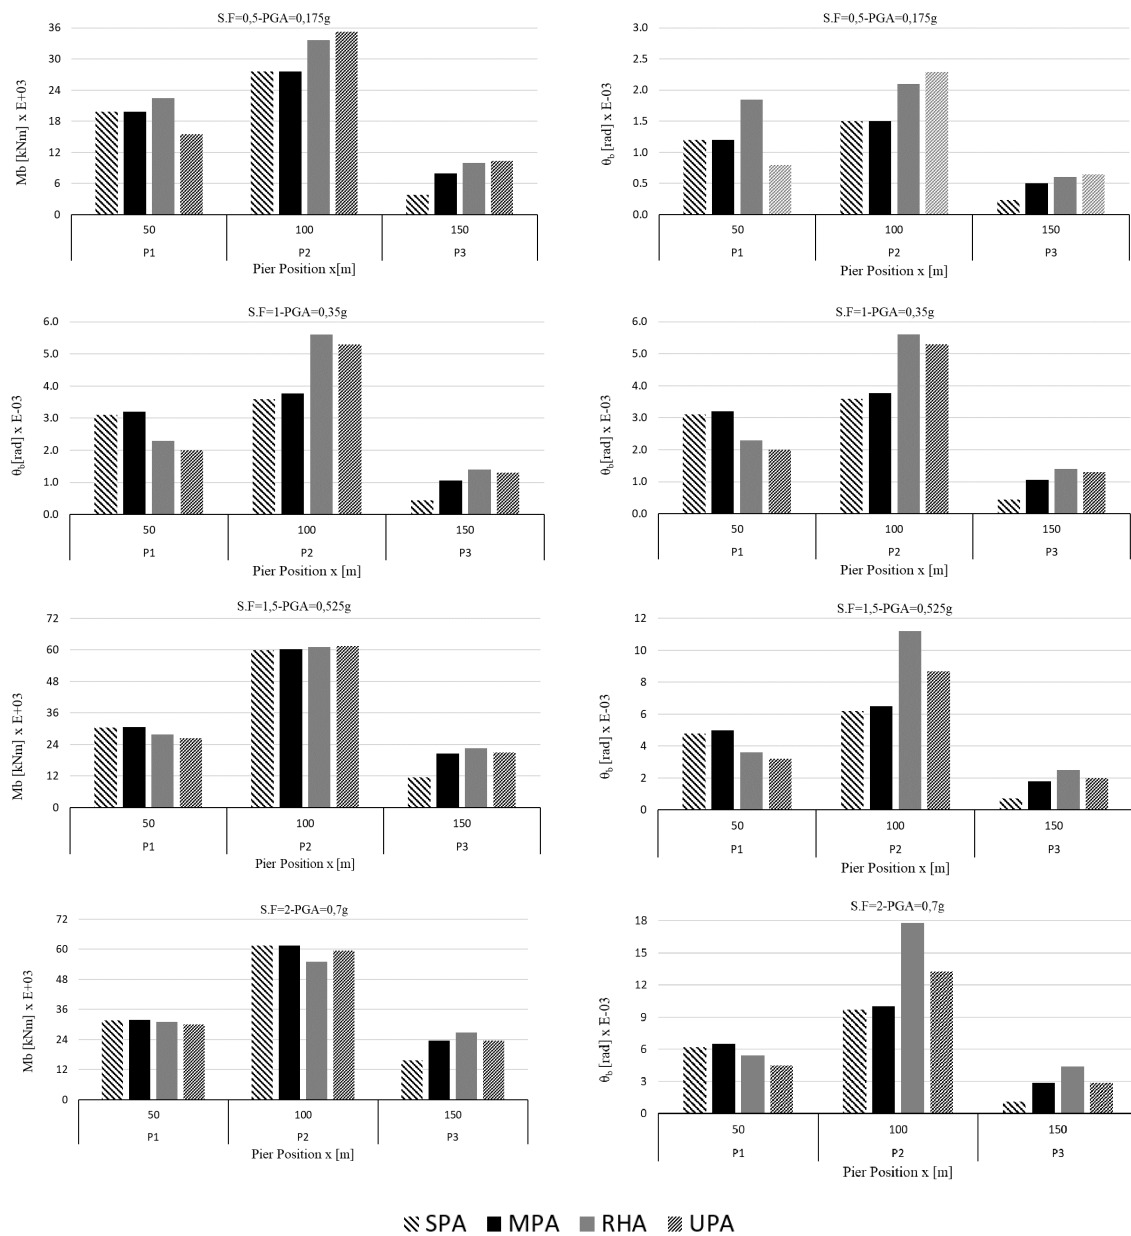 S.F=0,5-PGA=0,175g
Mb [kNm] x E+03
36
30
24
18
12
6
0
50 100 150
P1 P2 P3
Pier Position x[m]
S.F=0,5-PGA=0,175g
θb [rad] x E-03
3.0
2.5
2.0
1.5
1.0
0.5
0.0
50 100 150
P1 P2 P3
Pier Position x[m]
S.F=1-PGA=0,35g
θb[rad] x E-03
6.0
5.0
4.0
3.0
2.0
1.0
0.0
50 100 150
P1 P2 P3
Pier Position x [m]
S.F=1-PGA=0,35g
θb [rad] x E-03
6.0
5.0
4.0
3.0
2.0
1.0
0.0
50 100 150
P1 P2 P3
Pier Position x [m]
S.F=1,5-PGA=0,525g
Mb [kNm] x E+03
72
60
48
36
24
12
0
50 100 150
P1 P2 P3
Pier Position x [m]
S.F=1,5-PGA=0,525g
θb [rad] x E-03
12
10
8
6
4
2
0
50 100 150
P1 P2 P3
Pier Position x [m]
S.F=2-PGA=0,7g
Mb [kNm] x E+03
72
60
48
36
24
12
0
50 100 150
P1 P2 P3
Pier Position x [m]
S.F=2-PGA=0,7g
θb [rad] x E-03
18
15
12
9
6
3
0
50 100 150
P1 P2 P3
Pier Position x [m]
SPA MPA RHA UPA